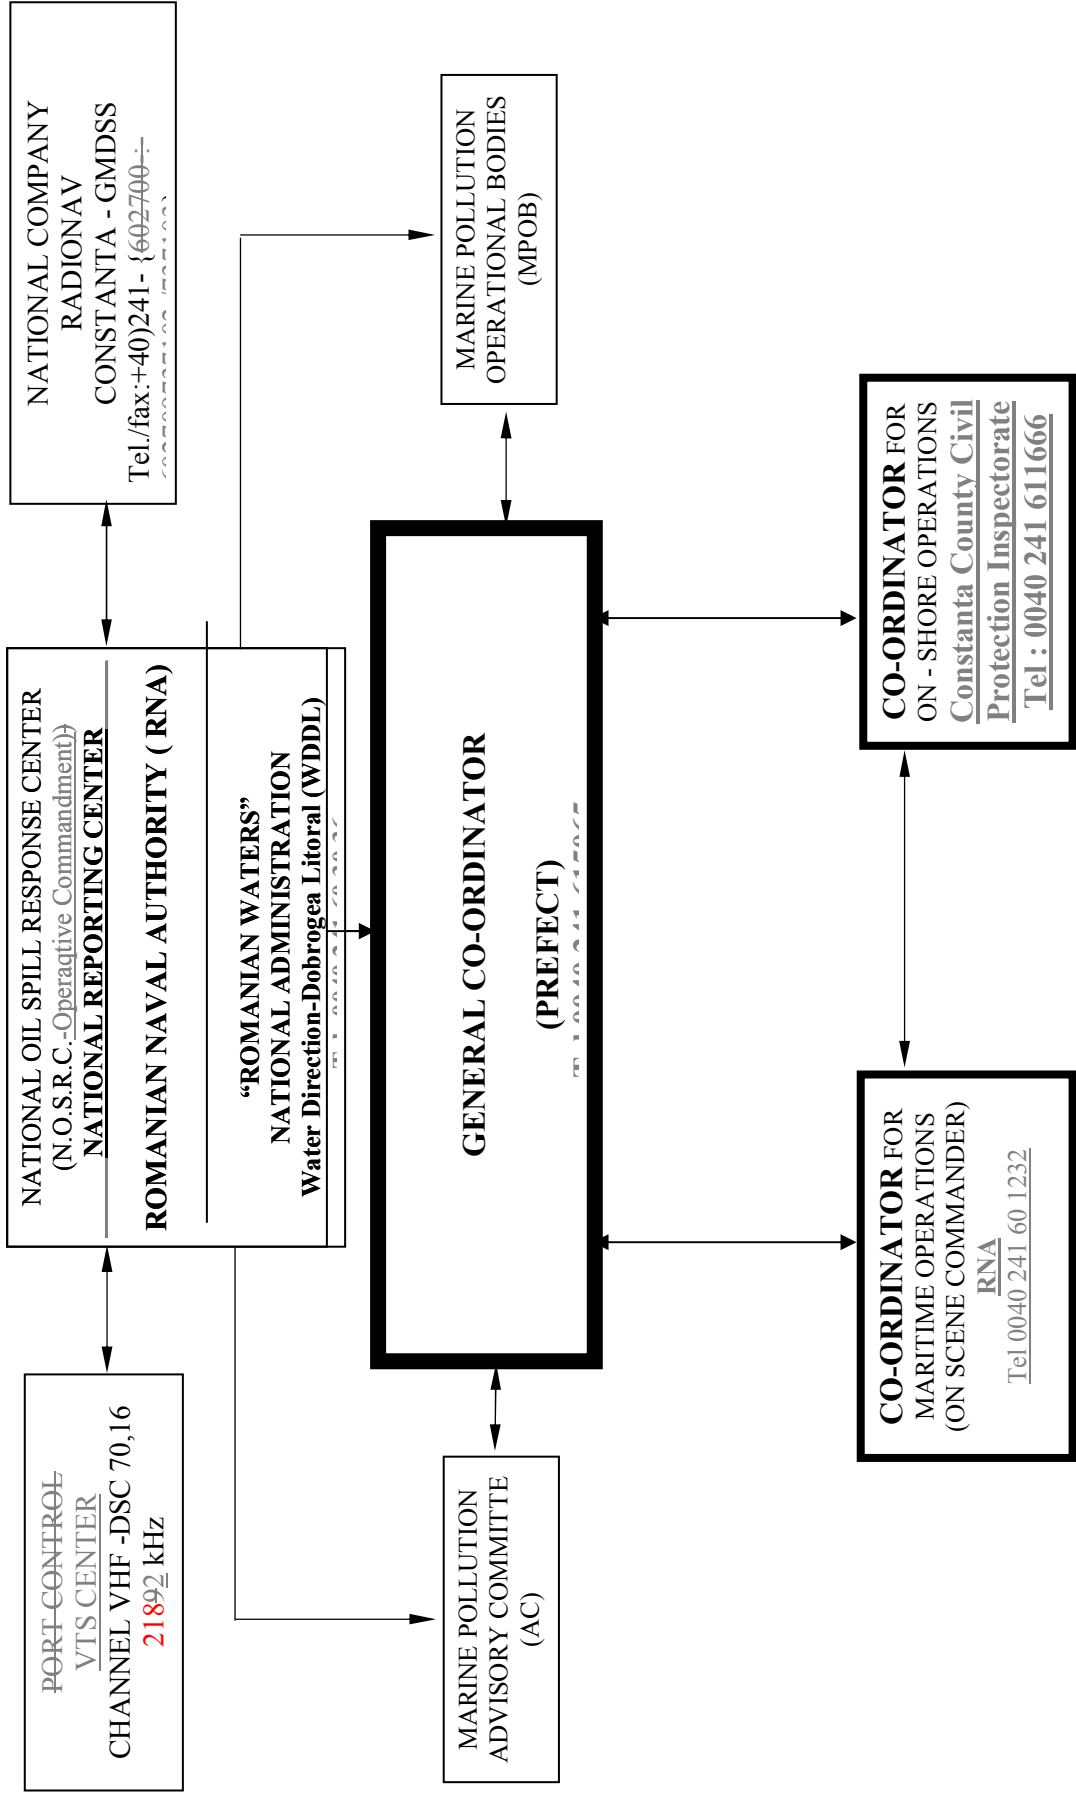 PORT CONTROL
VTS CENTER
CHANNEL VHF -DSC 70,16
21892 kHz
NATIONAL OIL SPILL RESPONSE CENTER
(N.O.S.R.C.-Operaqtive Commandment))
NATIONAL REPORTING CENTER
ROMANIAN NAVAL AUTHORITY ( RNA)
“ROMANIAN WATERS”
NATIONAL ADMINISTRATION
Water Direction-Dobrogea Litoral (WDDL)
NATIONAL COMPANY
RADIONAV
CONSTANTA - GMDSS
Tel./fax:+40)241- {602700-:
MARINE POLLUTION
ADVISORY COMMITTE
(AC)
GENERAL CO-ORDINATOR
(PREFECT)
MARINE POLLUTION
OPERATIONAL BODIES
(MPOB)
CO-ORDINATOR FOR
MARITIME OPERATIONS
(ON SCENE COMMANDER)
RNA
Tel 0040 241 60 1232
CO-ORDINATOR FOR
ON - SHORE OPERATIONS
Constanta County Civil
Protection Inspectorate
Tel : 0040 241 611666